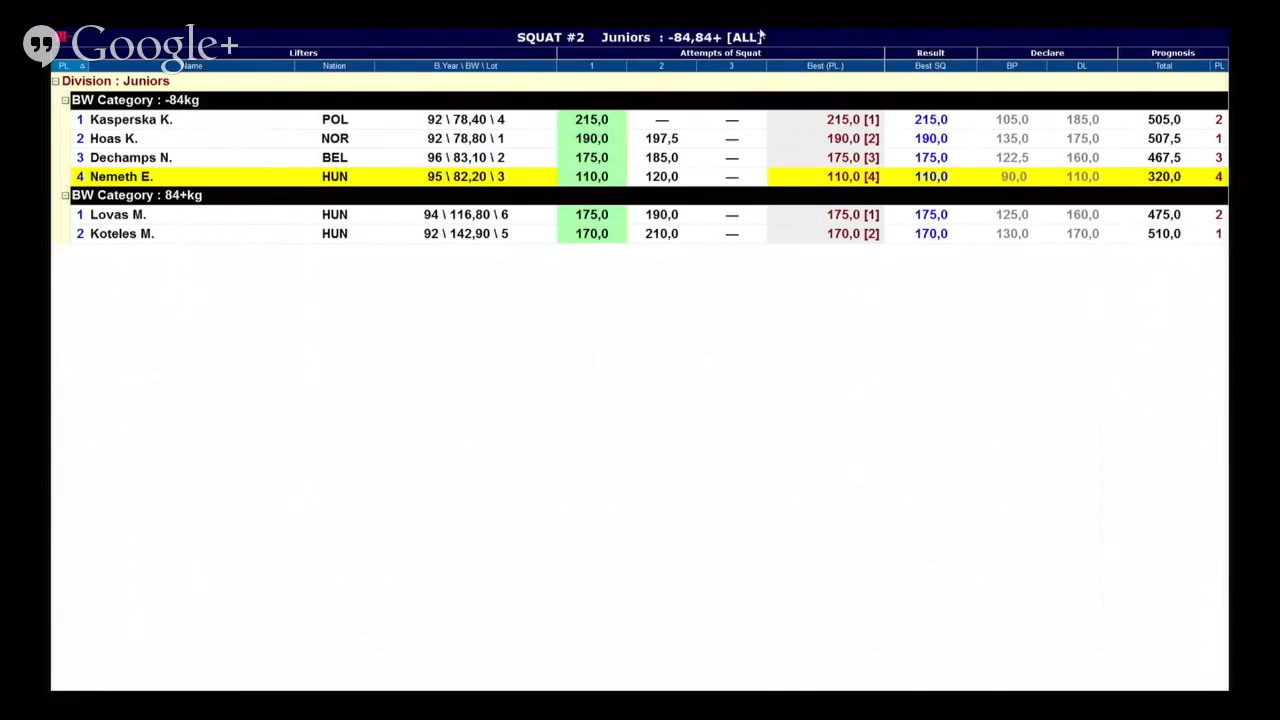 Google+
SQUAT #2 Juniors : -84,84+ [ALL]
Lifters Attempts of Squat Result Declare Prognosis
PL Name Nation B.Year \ BW \ Lot 1 2 3 Best (PL.) Best SQ BP DL Total PL
Division : Juniors
BW Category : -84kg
1 Kasperska K. POL 92 \ 78,40 \ 4 215,0 — — 215,0 [1] 215,0 105,0 185,0 505,0 2
2 Hoas K. NOR 92 \ 78,80 \ 1 190,0 197,5 — 190,0 [2] 190,0 135,0 175,0 507,5 1
3 Dechamps N. BEL 96 \ 83,10 \ 2 175,0 185,0 — 175,0 [3] 175,0 122,5 160,0 467,5 3
4 Nemeth E. HUN 95 \ 82,20 \ 3 110,0 120,0 — 110,0 [4] 110,0 90,0 110,0 320,0 4
BW Category : 84+kg
1 Lovas M. HUN 94 \ 116,80 \ 6 175,0 190,0 — 175,0 [1] 175,0 125,0 160,0 475,0 2
2 Koteles M. HUN 92 \ 142,90 \ 5 170,0 210,0 — 170,0 [2] 170,0 130,0 170,0 510,0 1